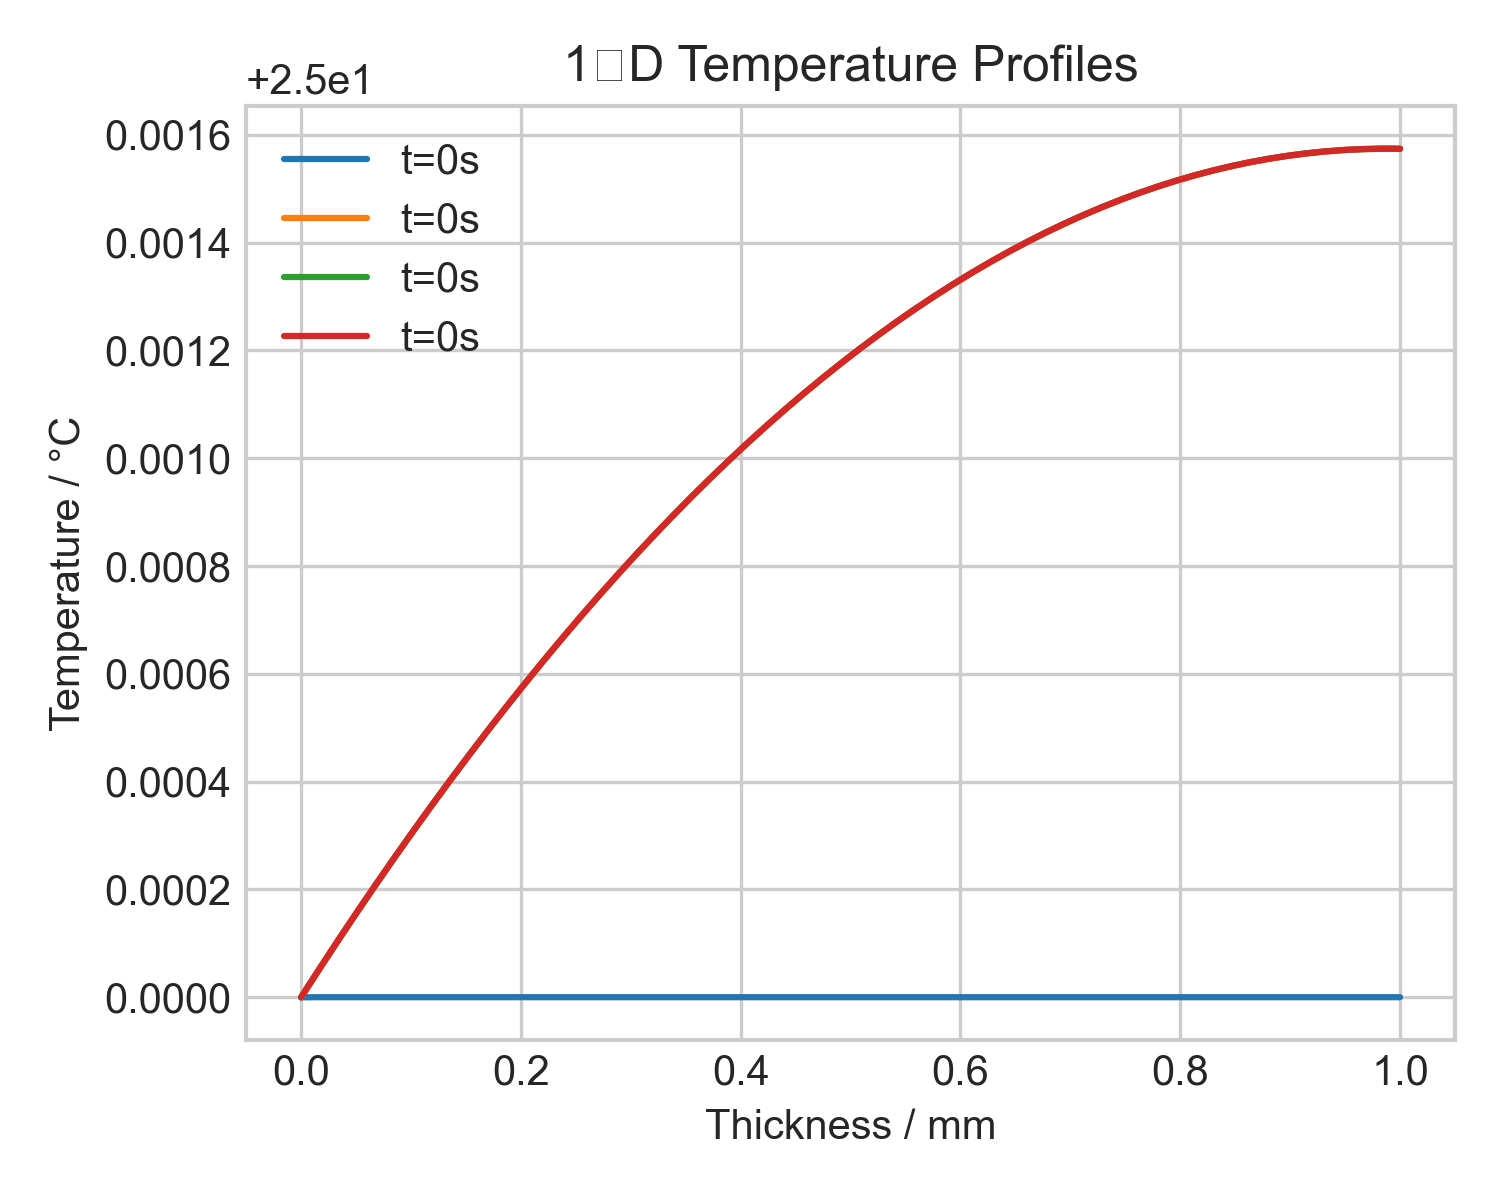 1□D Temperature Profiles
+2.5e1
0.0016
0.0014
0.0012
0.0010
0.0008
0.0006
0.0004
0.0002
0.0000
t=0s
t=0s
t=0s
t=0s
Temperature / °C
0.0 0.2 0.4 0.6 0.8 1.0
Thickness / mm